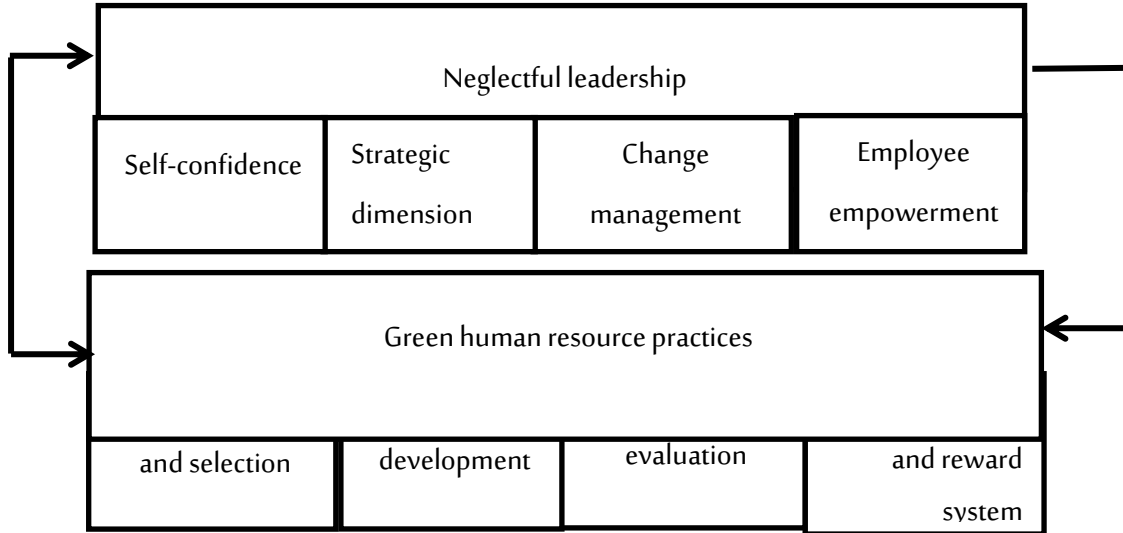 Neglectful leadership
Self-confidence
Strategic
dimension
Change
management
Employee
empowerment
Green human resource practices
and selection
development
evaluation
and reward
system